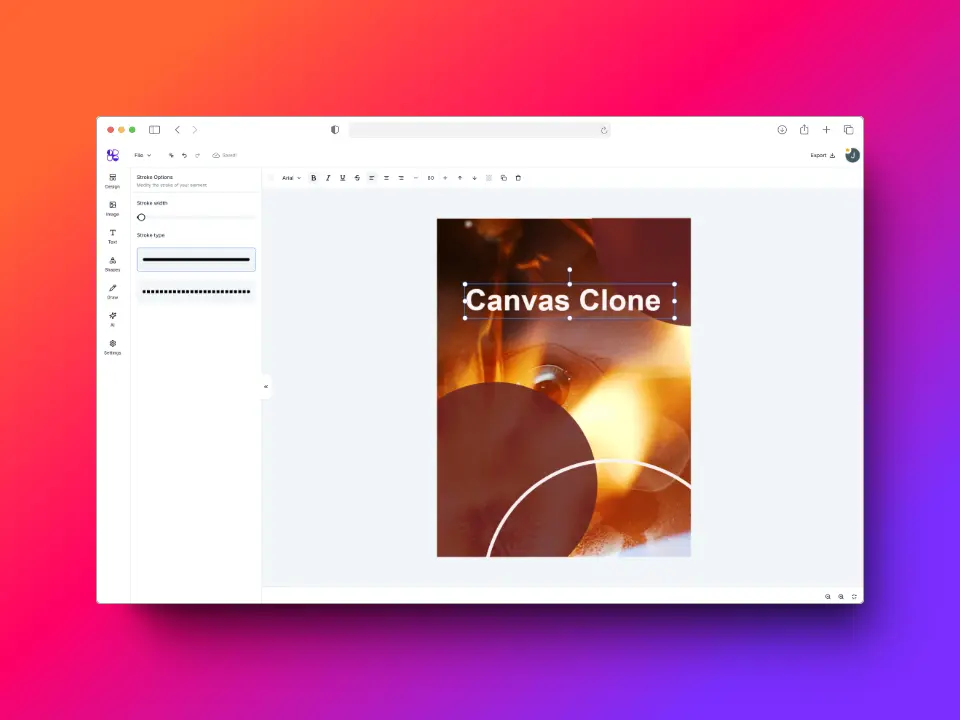 File
Saved
Export
J
Design
Image
Text
Shapes
Draw
AI
Settings
Stroke Options
Modify the stroke of your element
Stroke width
Stroke type
Arial
B I U S
80
Canvas Clone